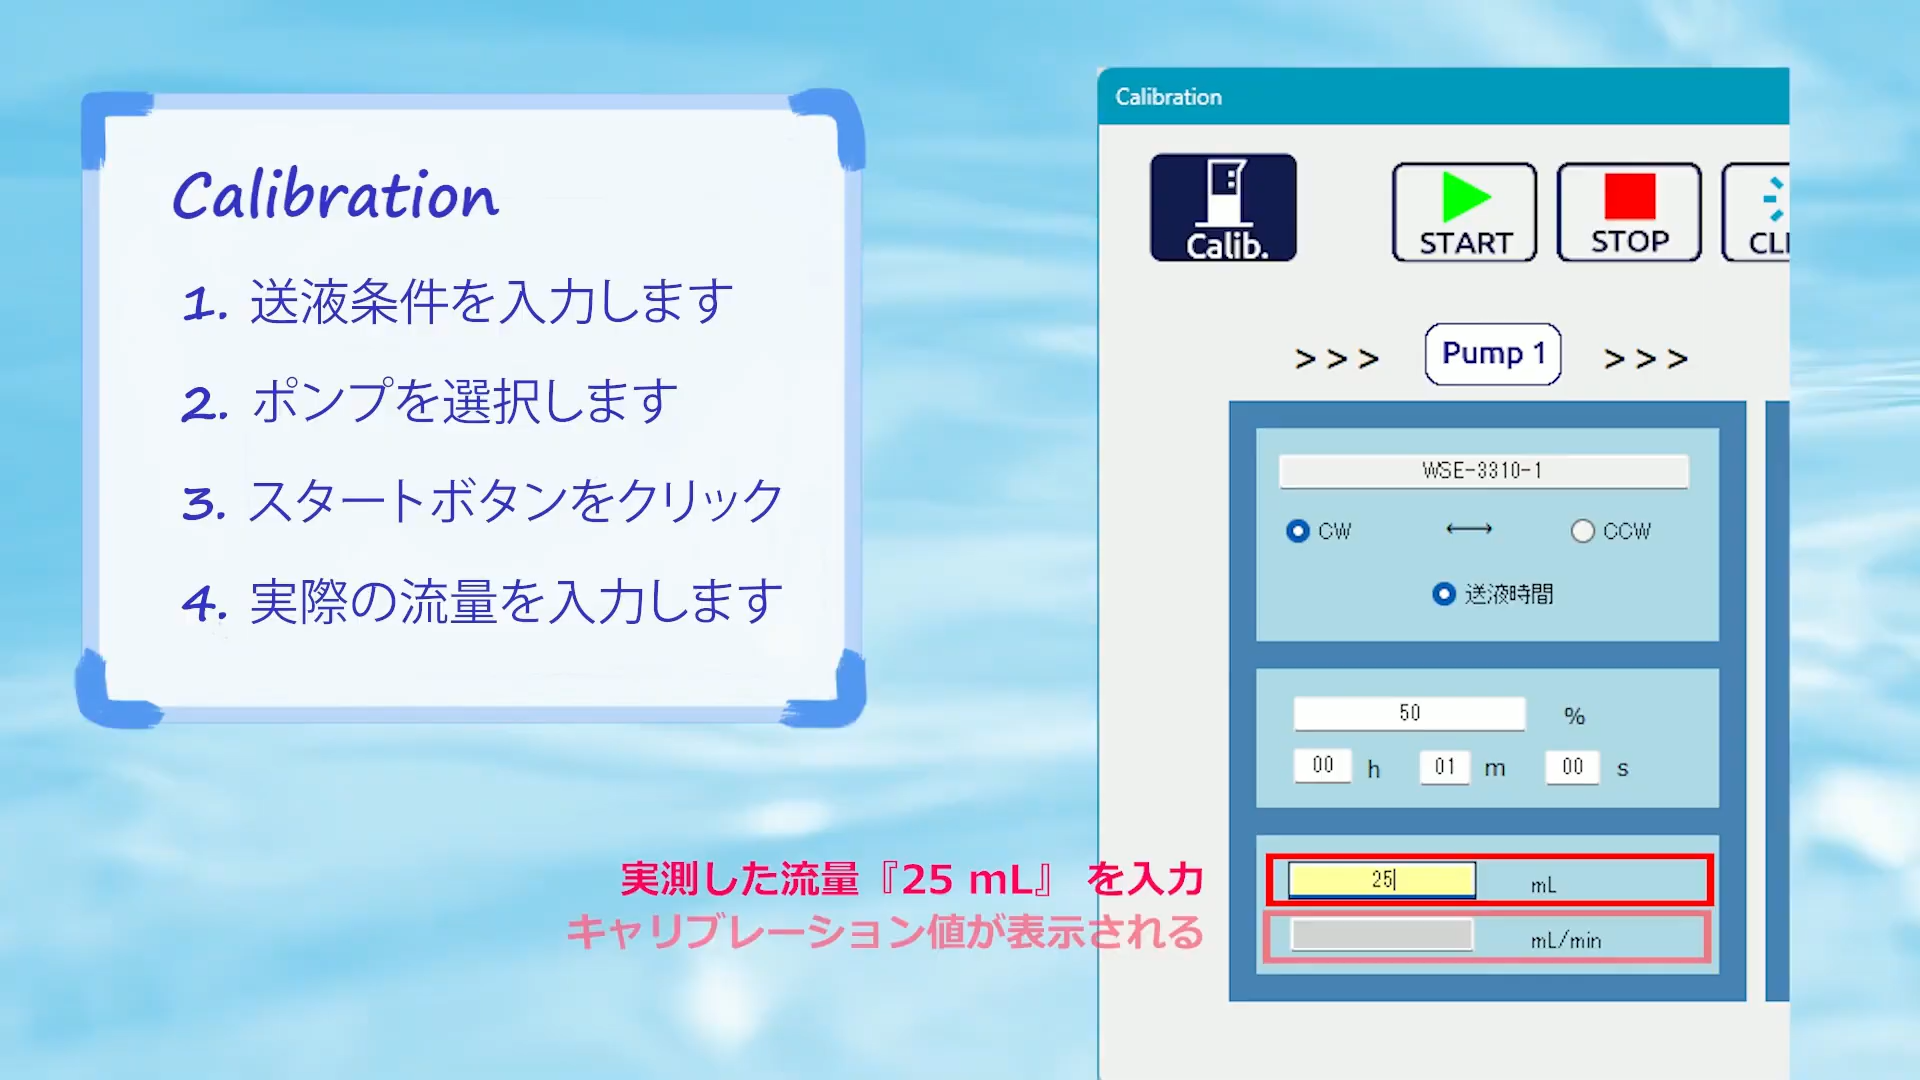 Calibration
1. 送液条件を入力します
2. ポンプを選択します
3. スタートボタンをクリック
4. 実際の流量を入力します
実測した流量『25 mL』 を入力
キャリブレーション値が表示される
Calibration
Calib.
START
STOP
>>> Pump 1 >>>
WSE-3310-1
CW ⟷ CCW
送液時間
50 %
00 h 01 m 00 s
25 mL
mL/min